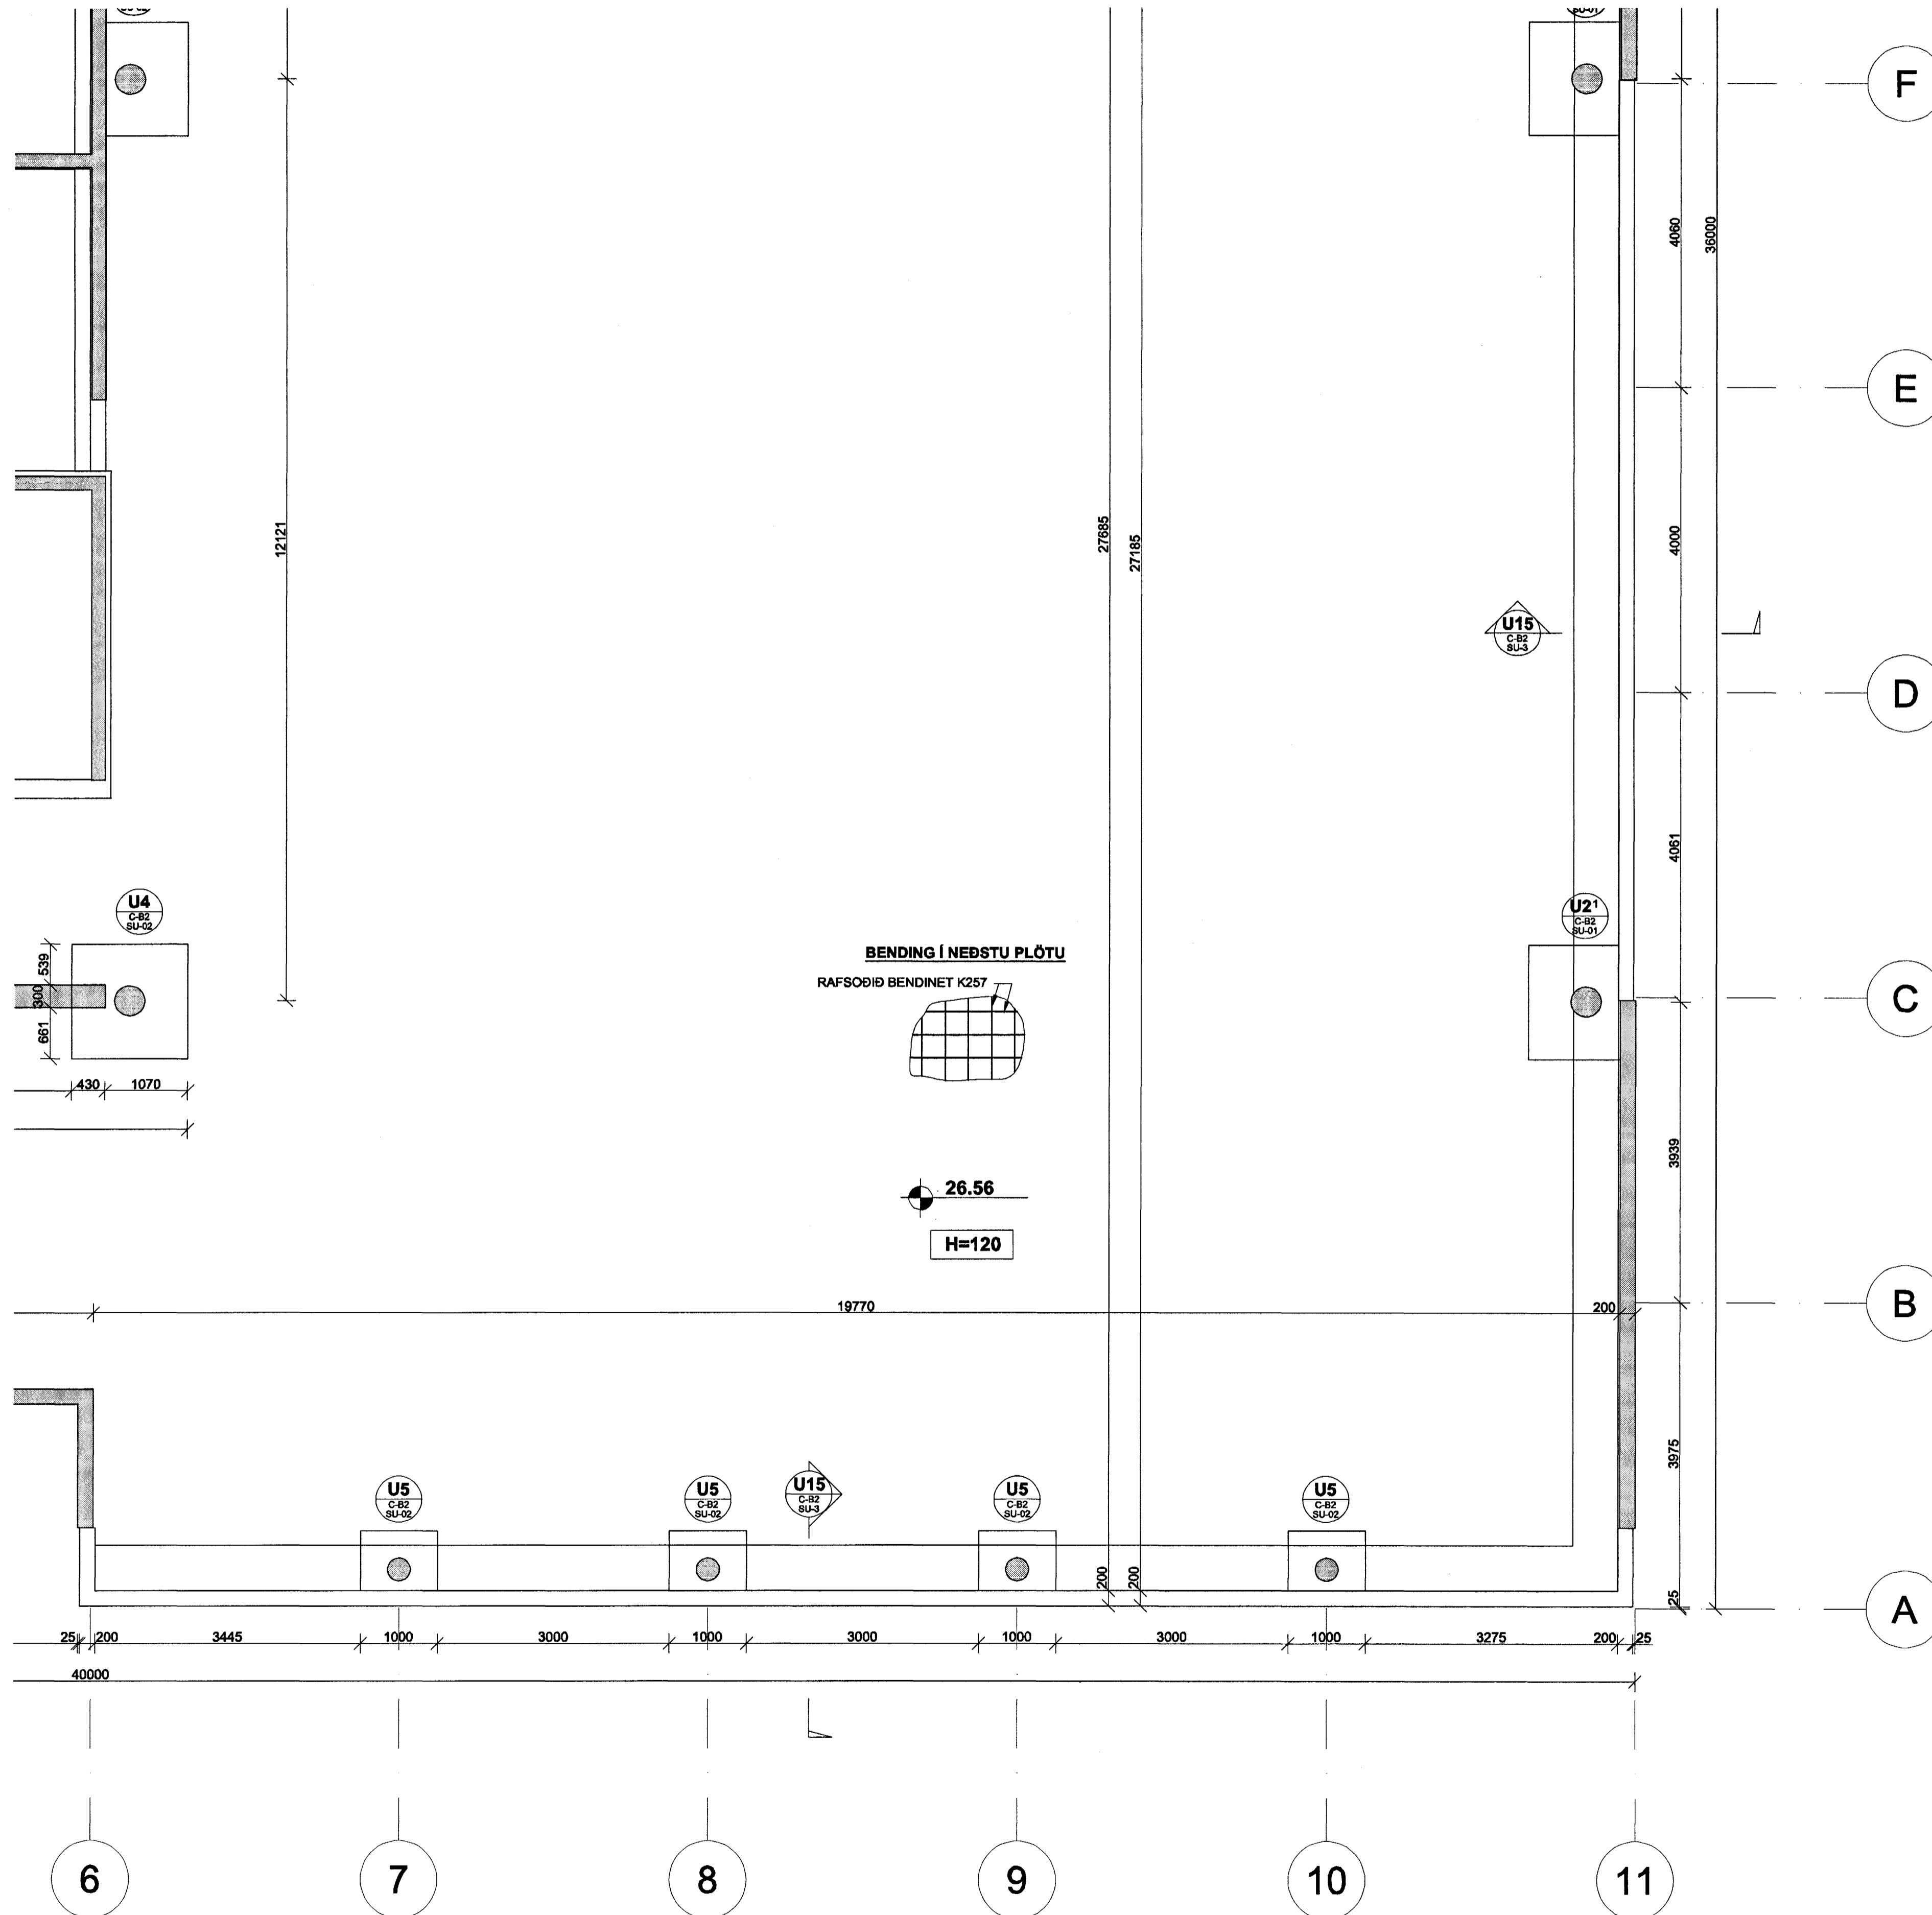 SU-01
F
4060
36000
E
12121
27685
27185
4000
U15
C-B2
SU-3
D
4061
U4
C-B2
SU-02
U2¹
C-B2
SU-01
539
300
661
BENDING Í NEÐSTU PLÖTU
RAFSOÐIÐ BENDINET K257
C
430 1070
3939
26.56
H=120
19770
200
B
3975
U5
C-B2
SU-02
U5
C-B2
SU-02
U15
C-B2
SU-3
U5
C-B2
SU-02
U5
C-B2
SU-02
200
200
25
A
25 200 3445 1000 3000 1000 3000 1000 3000 1000 3275 200 25
40000
6 7 8 9 10 11